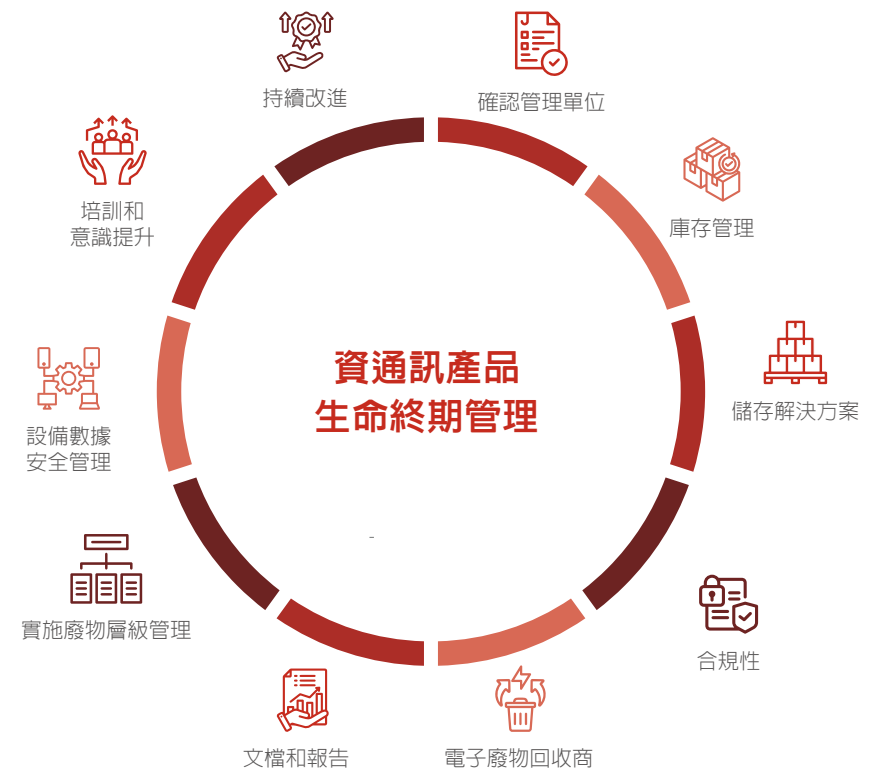 持續改進
確認管理單位
培訓和
意識提升
庫存管理
資通訊產品
生命終期管理
儲存解決方案
設備數據
安全管理
-
實施廢物層級管理
合規性
文檔和報告
電子廢物回收商